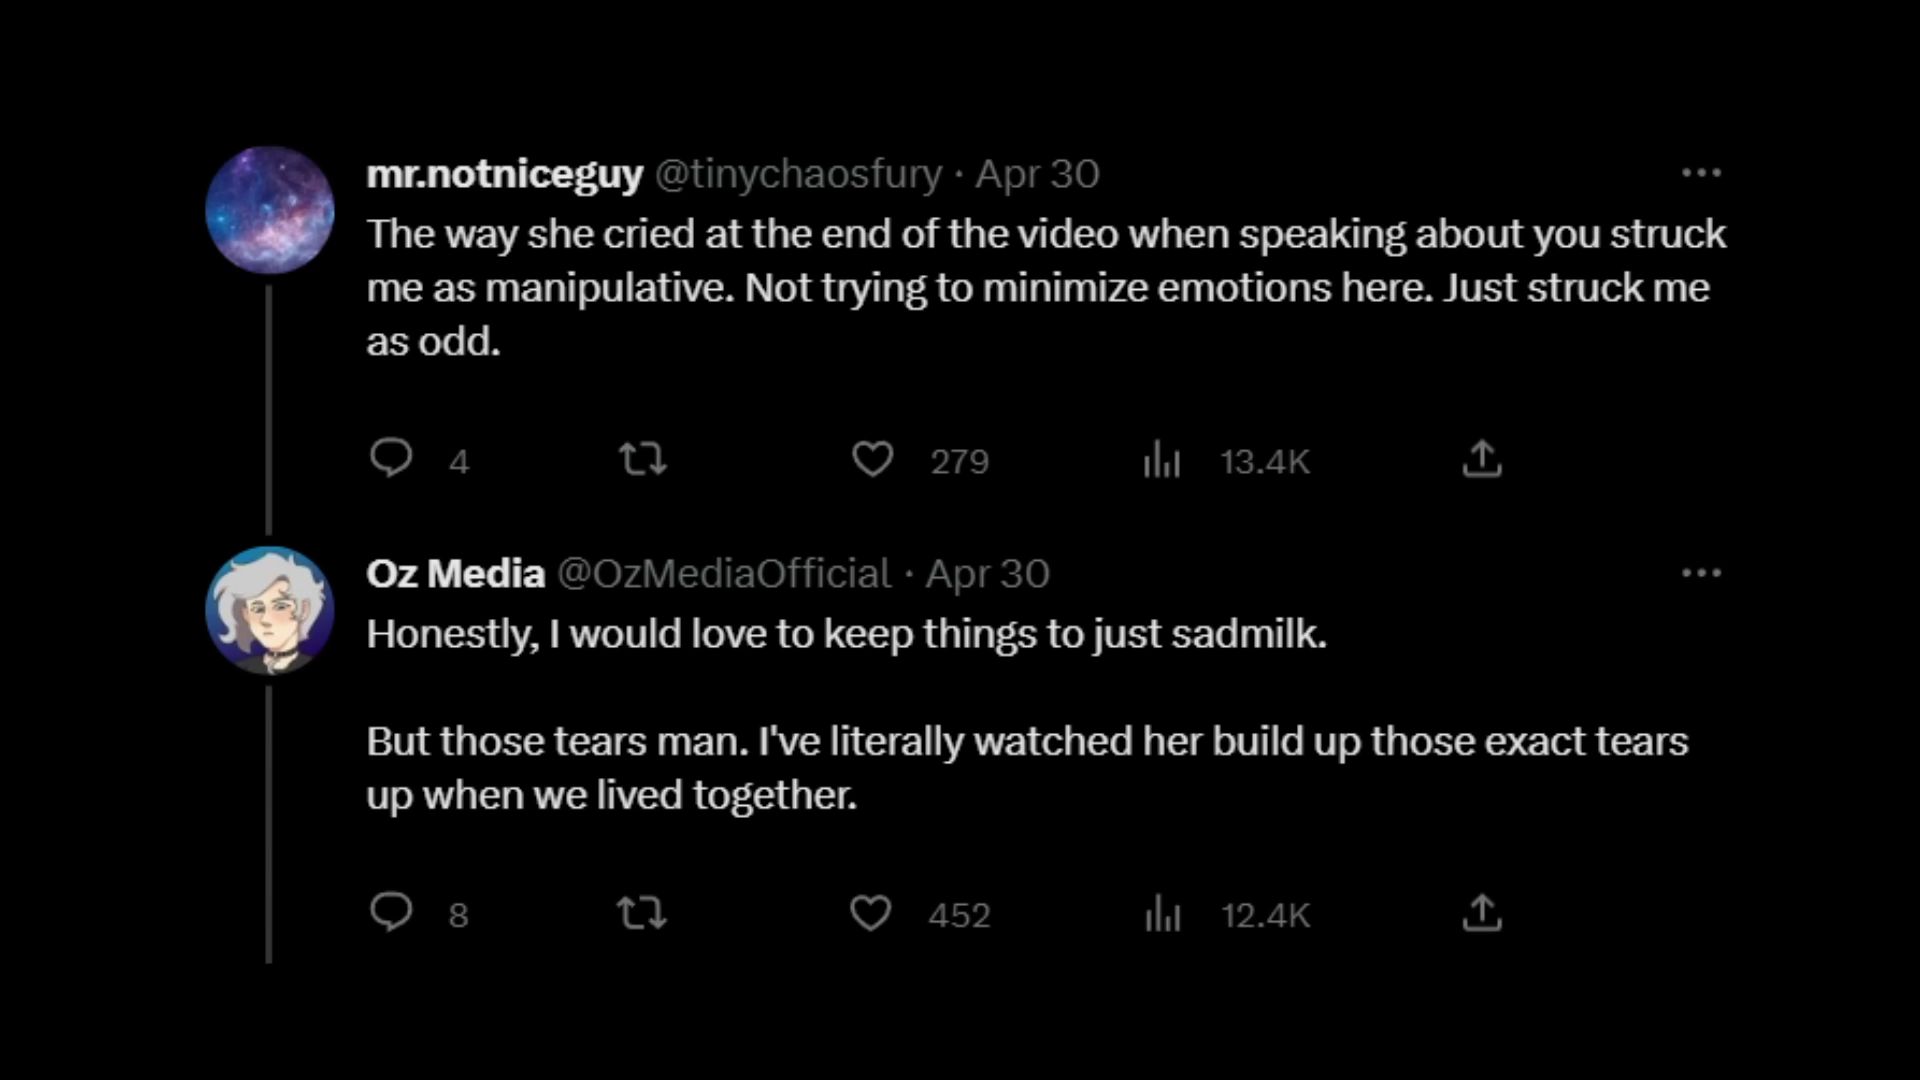 mr.notniceguy @tinychaosfury · Apr 30
The way she cried at the end of the video when speaking about you struck
me as manipulative. Not trying to minimize emotions here. Just struck me
as odd.
4 279 13.4K
Oz Media @OzMediaOfficial · Apr 30
Honestly, I would love to keep things to just sadmilk.
But those tears man. I've literally watched her build up those exact tears
up when we lived together.
8 452 12.4K